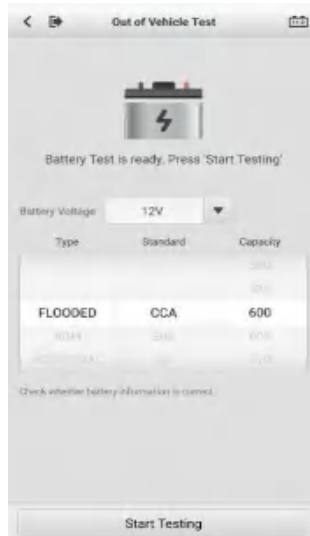 Out of Vehicle Test
Battery Test is ready. Press 'Start Testing'
Battery Voltage 12V
Type Standard Capacity
FLOODED CCA 600
Check whether battery information is correct.
Start Testing